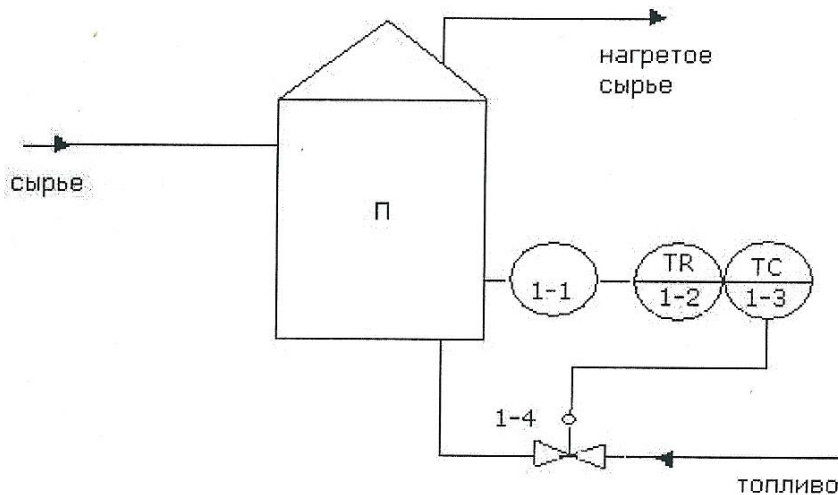 нагретое
сырье
сырье
П
TR
TC
1-1
1-2
1-3
1-4
топливо